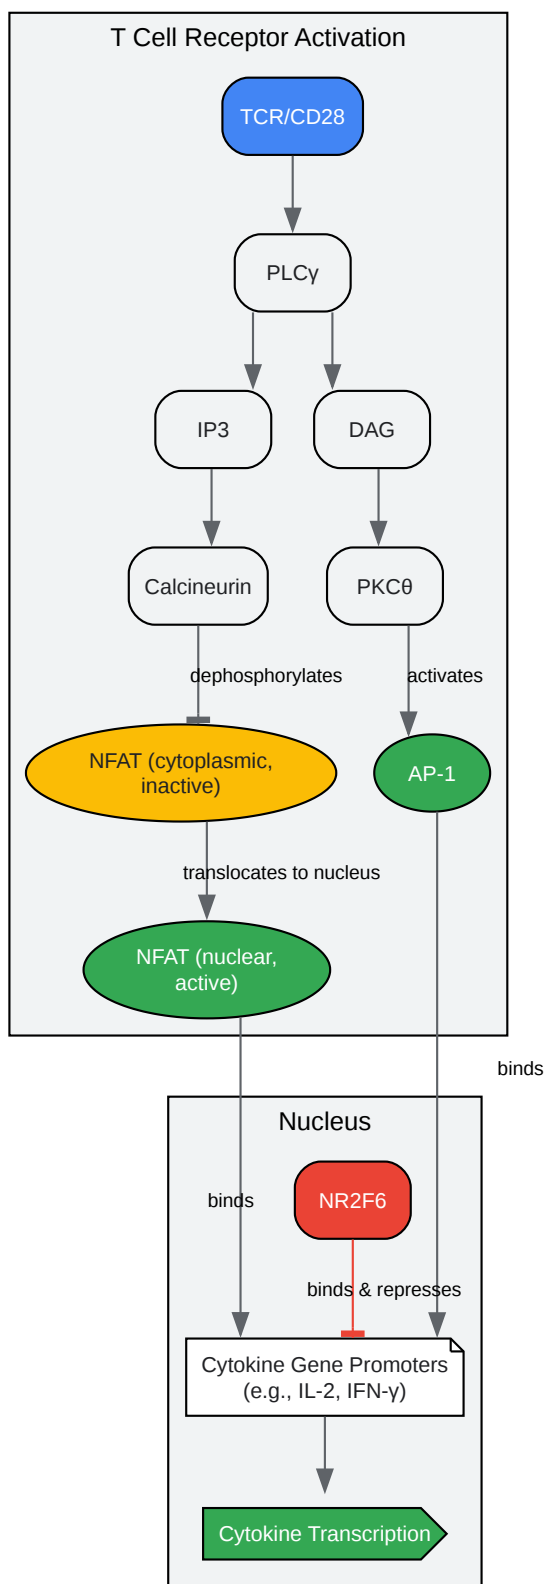 T Cell Receptor Activation
TCR/CD28
PLCγ
IP3
DAG
Calcineurin
PKCθ
dephosphorylates
activates
NFAT (cytoplasmic,
inactive)
AP-1
translocates to nucleus
NFAT (nuclear,
active)
binds
Nucleus
NR2F6
binds
binds & represses
Cytokine Gene Promoters
(e.g., IL-2, IFN-γ)
Cytokine Transcription